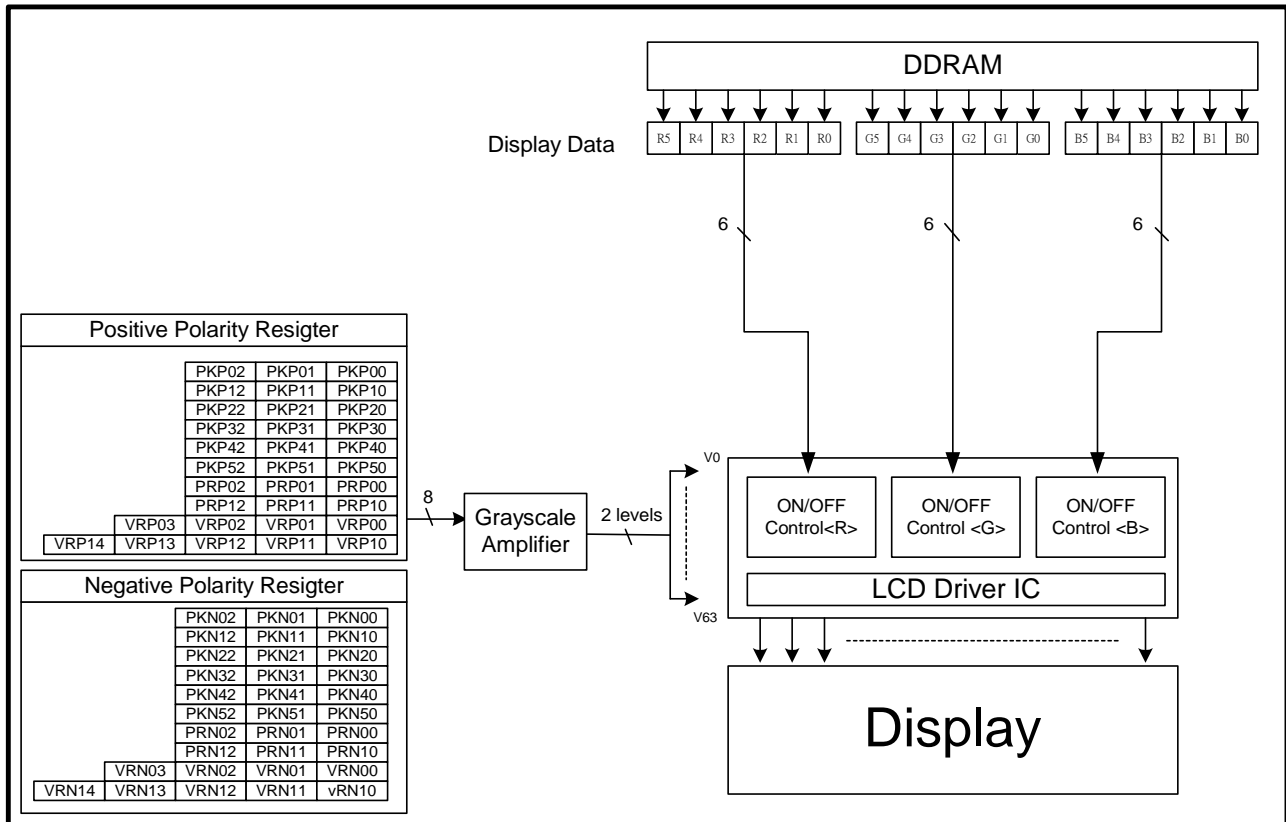 DDRAM
Display Data
R5 R4 R3 R2 R1 R0 G5 G4 G3 G2 G1 G0 B5 B4 B3 B2 B1 B0
6 6 6
Positive Polarity Resigter
PKP02 PKP01 PKP00
PKP12 PKP11 PKP10
PKP22 PKP21 PKP20
PKP32 PKP31 PKP30
PKP42 PKP41 PKP40
PKP52 PKP51 PKP50
PRP02 PRP01 PRP00
PRP12 PRP11 PRP10
VRP03 VRP02 VRP01 VRP00
VRP14 VRP13 VRP12 VRP11 VRP10
8
Grayscale
Amplifier
2 levels
V0
V63
ON/OFF
Control<R>
ON/OFF
Control <G>
ON/OFF
Control <B>
LCD Driver IC
Negative Polarity Resigter
PKN02 PKN01 PKN00
PKN12 PKN11 PKN10
PKN22 PKN21 PKN20
PKN32 PKN31 PKN30
PKN42 PKN41 PKN40
PKN52 PKN51 PKN50
PRN02 PRN01 PRN00
PRN12 PRN11 PRN10
VRN03 VRN02 VRN01 VRN00
VRN14 VRN13 VRN12 VRN11 vRN10
Display